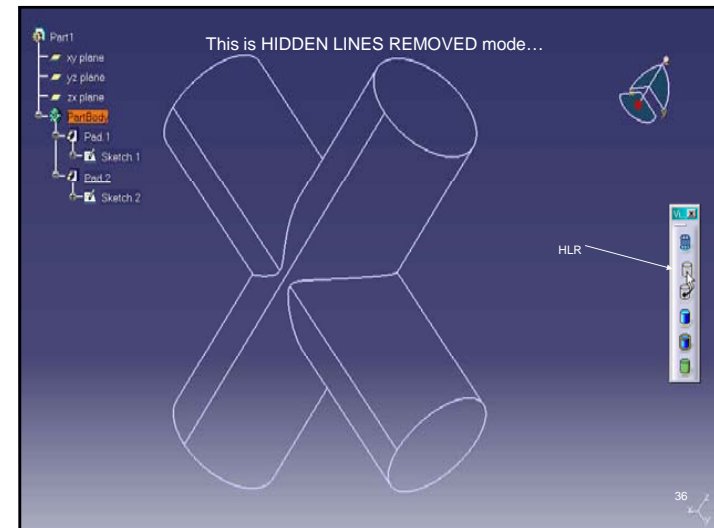 This is HIDDEN LINES REMOVED mode…
Part1
xy plane
yz plane
zx plane
PartBody
Pad.1
Sketch.1
Pad.2
Sketch.2
HLR
36